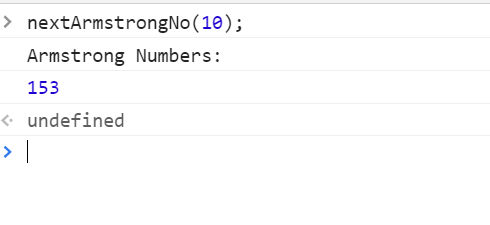 nextArmstrongNo(10);
Armstrong Numbers:
153
undefined